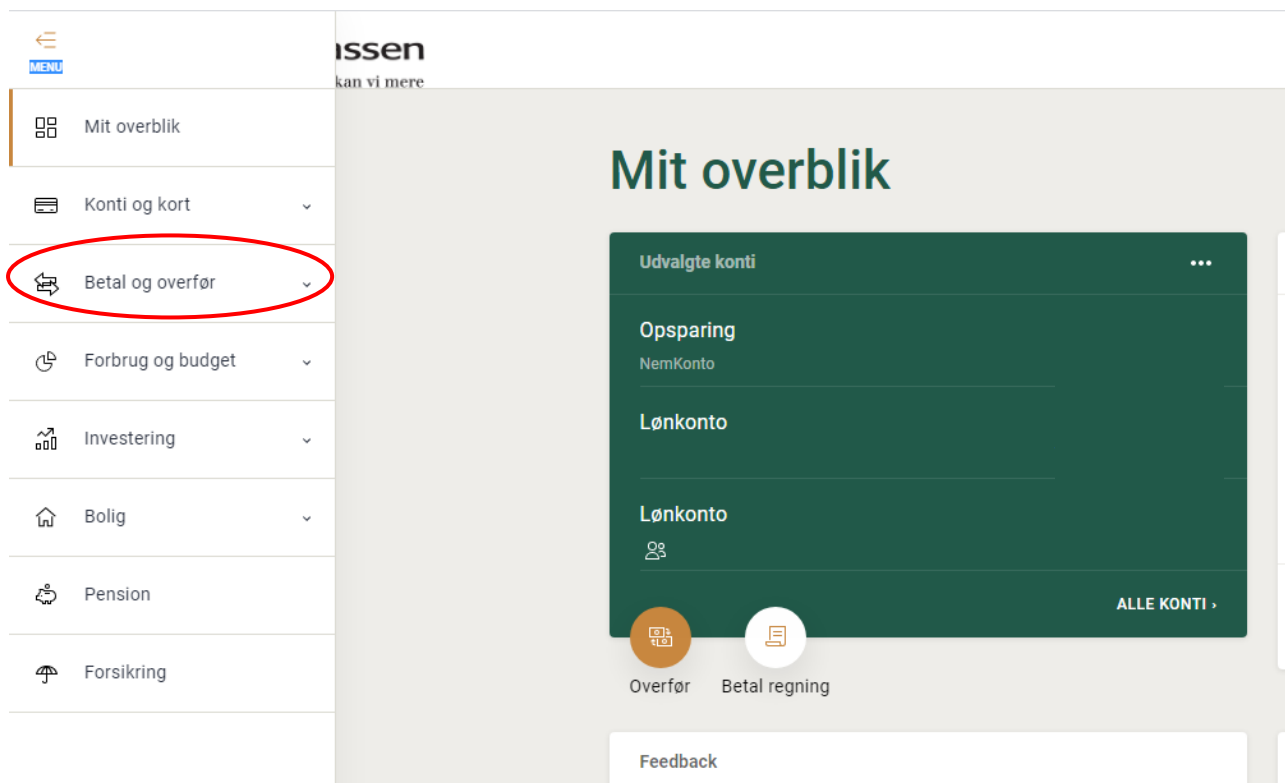 MENU
kan vi mere
Mit overblik
Konti og kort
Betal og overfør
Forbrug og budget
Investering
Bolig
Pension
Forsikring
Mit overblik
Udvalgte konti
Opsparing
NemKonto
Lønkonto
Lønkonto
ALLE KONTI ›
Overfør
Betal regning
Feedback